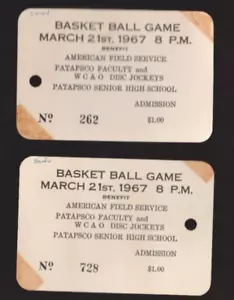 BASKET BALL GAME
MARCH 21ST, 1967 8 P.M.
BENEFIT
AMERICAN FIELD SERVICE
PATAPSCO FACULTY and
W C A O DISC JOCKEYS
PATAPSCO SENIOR HIGH SCHOOL
ADMISSION
No 262 $1.00
BASKET BALL GAME
MARCH 21ST, 1967 8 P.M.
BENEFIT
AMERICAN FIELD SERVICE
PATAPSCO FACULTY and
W C A O DISC JOCKEYS
PATAPSCO SENIOR HIGH SCHOOL
ADMISSION
No 728 $1.00